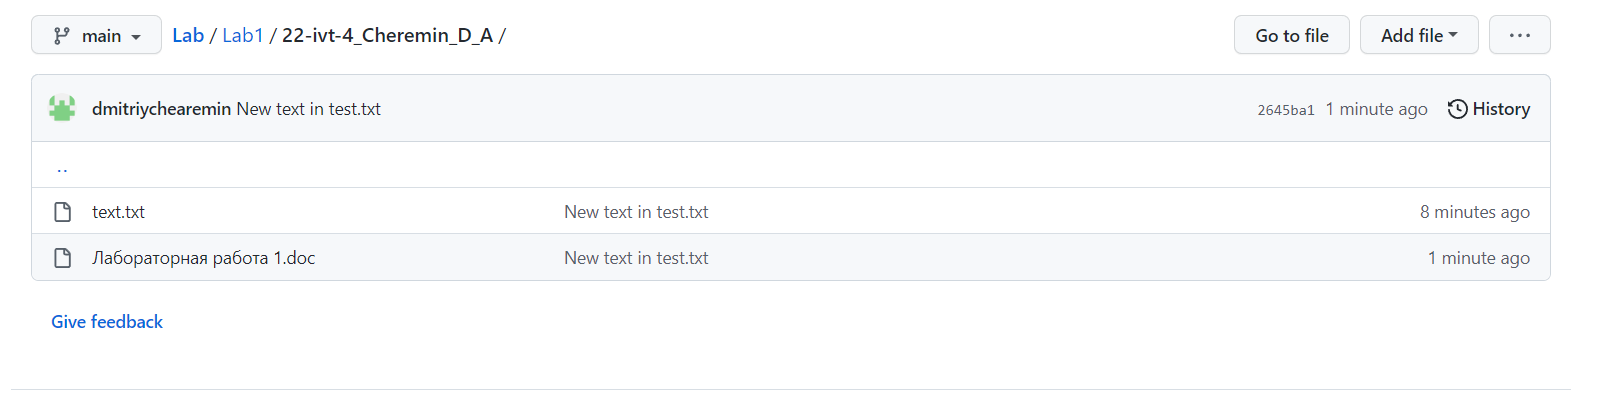 main Lab / Lab1 / 22-ivt-4_Cheremin_D_A / Go to file Add file ...
dmitriychearemin New text in test.txt 2645ba1 1 minute ago History
..
text.txt New text in test.txt 8 minutes ago
Лабораторная работа 1.doc New text in test.txt 1 minute ago
Give feedback